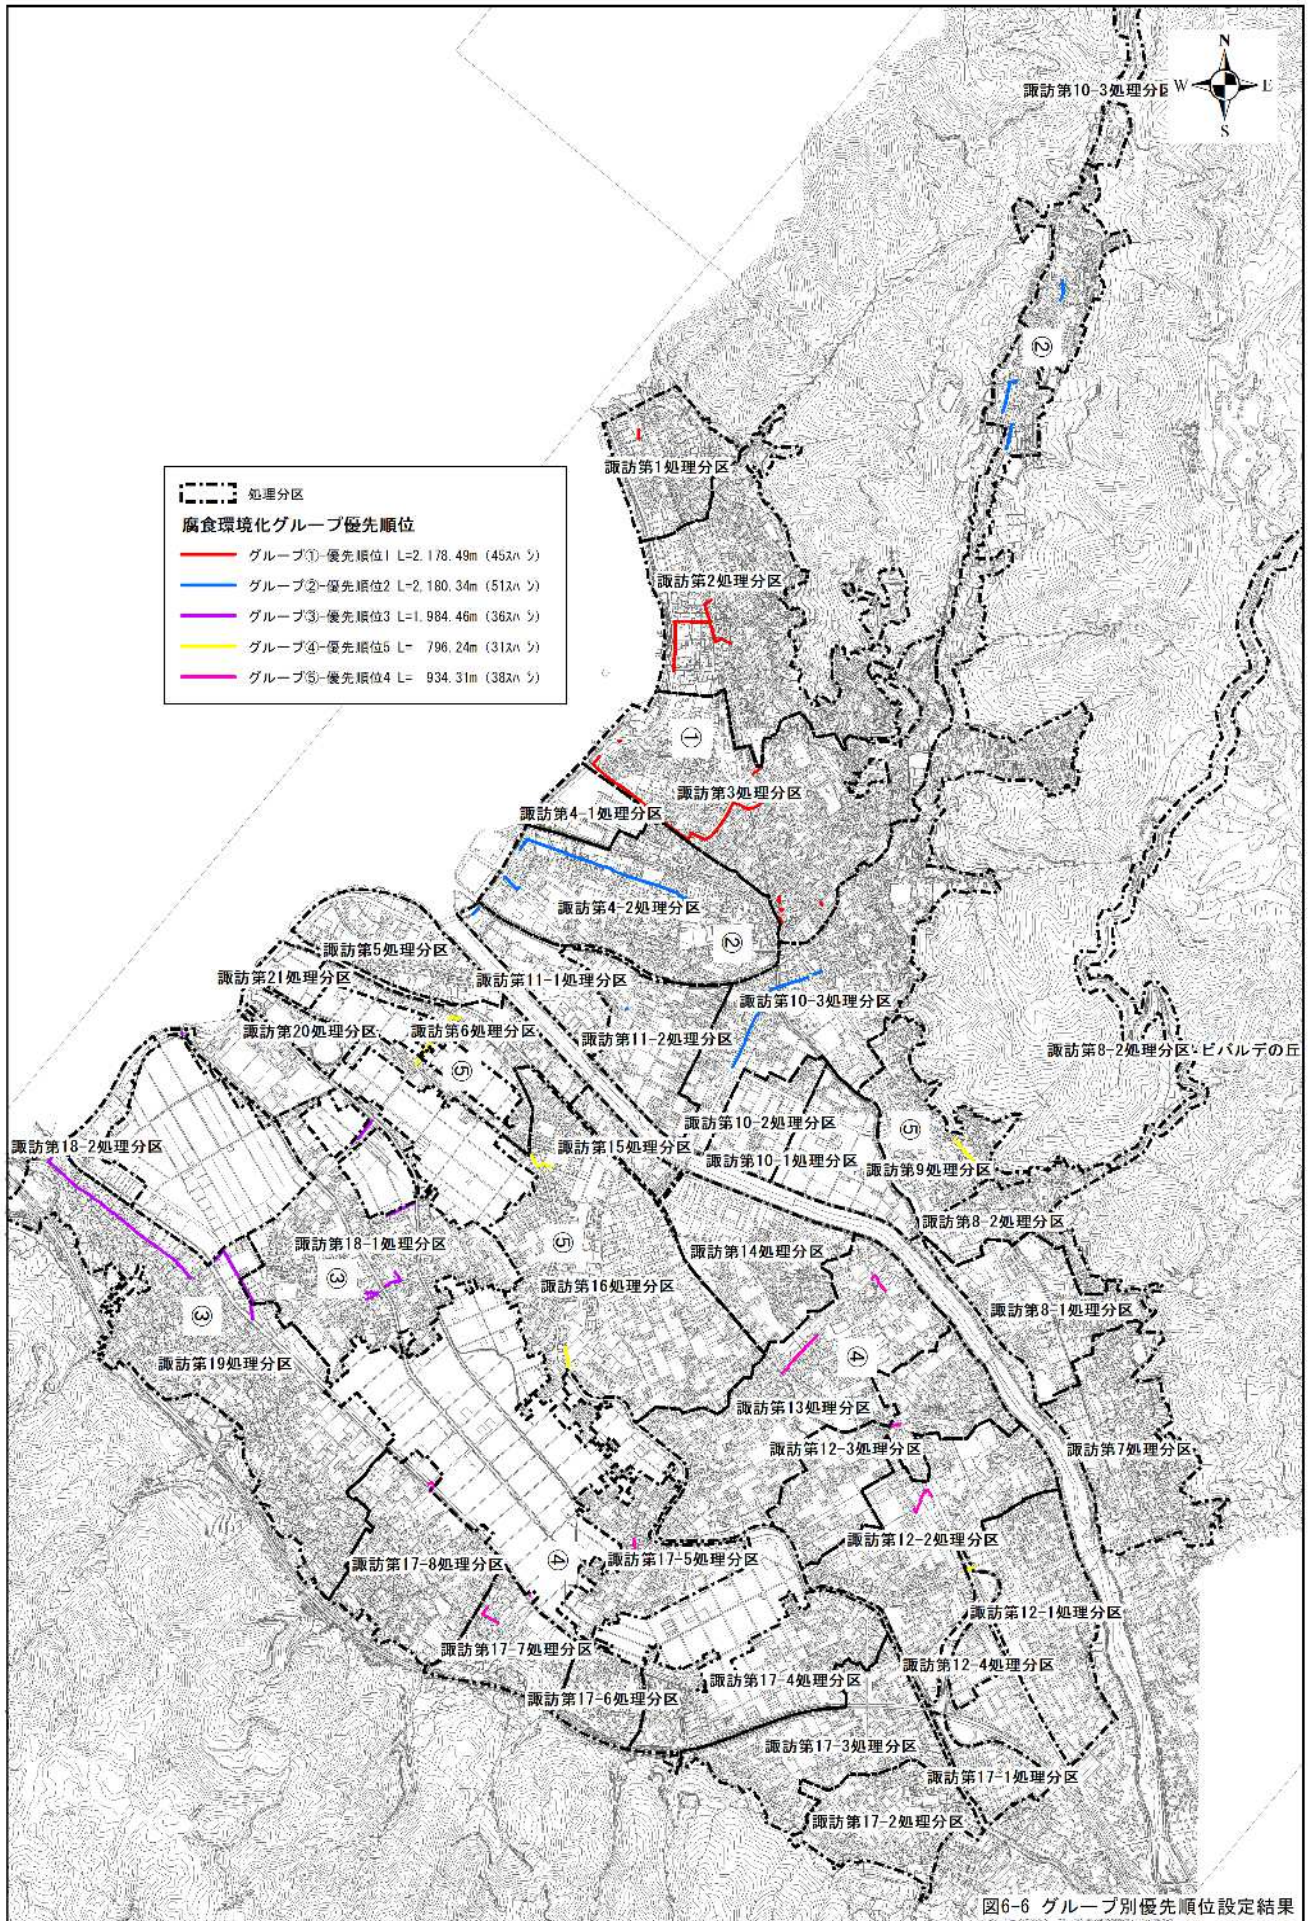 N
W E
S
諏訪第10-3処理分区
②
諏訪第1処理分区
処理分区
腐食環境化グループ優先順位
グループ①-優先順位1 L=2,178.49m (45スパン)
グループ②-優先順位2 L=2,180.34m (51スパン)
グループ③-優先順位3 L=1,984.46m (36スパン)
グループ④-優先順位5 L= 796.24m (31スパン)
グループ⑤-優先順位4 L= 934.31m (38スパン)
諏訪第2処理分区
①
諏訪第3処理分区
諏訪第4-1処理分区
諏訪第4-2処理分区
②
諏訪第5処理分区
諏訪第21処理分区
諏訪第11-1処理分区
諏訪第10-3処理分区
諏訪第20処理分区
諏訪第6処理分区
諏訪第11-2処理分区
諏訪第8-2処理分区-ビバルデの丘
⑤
諏訪第10-2処理分区
⑤
諏訪第18-2処理分区
諏訪第15処理分区
諏訪第10-1処理分区
諏訪第9処理分区
諏訪第8-2処理分区
諏訪第18-1処理分区
⑤
諏訪第14処理分区
③
諏訪第16処理分区
諏訪第8-1処理分区
③
諏訪第19処理分区
④
諏訪第13処理分区
諏訪第12-3処理分区
諏訪第7処理分区
諏訪第12-2処理分区
諏訪第17-8処理分区
④
諏訪第17-5処理分区
諏訪第12-1処理分区
諏訪第17-7処理分区
諏訪第12-4処理分区
諏訪第17-4処理分区
諏訪第17-6処理分区
諏訪第17-3処理分区
諏訪第17-1処理分区
諏訪第17-2処理分区
図6-6 グループ別優先順位設定結果